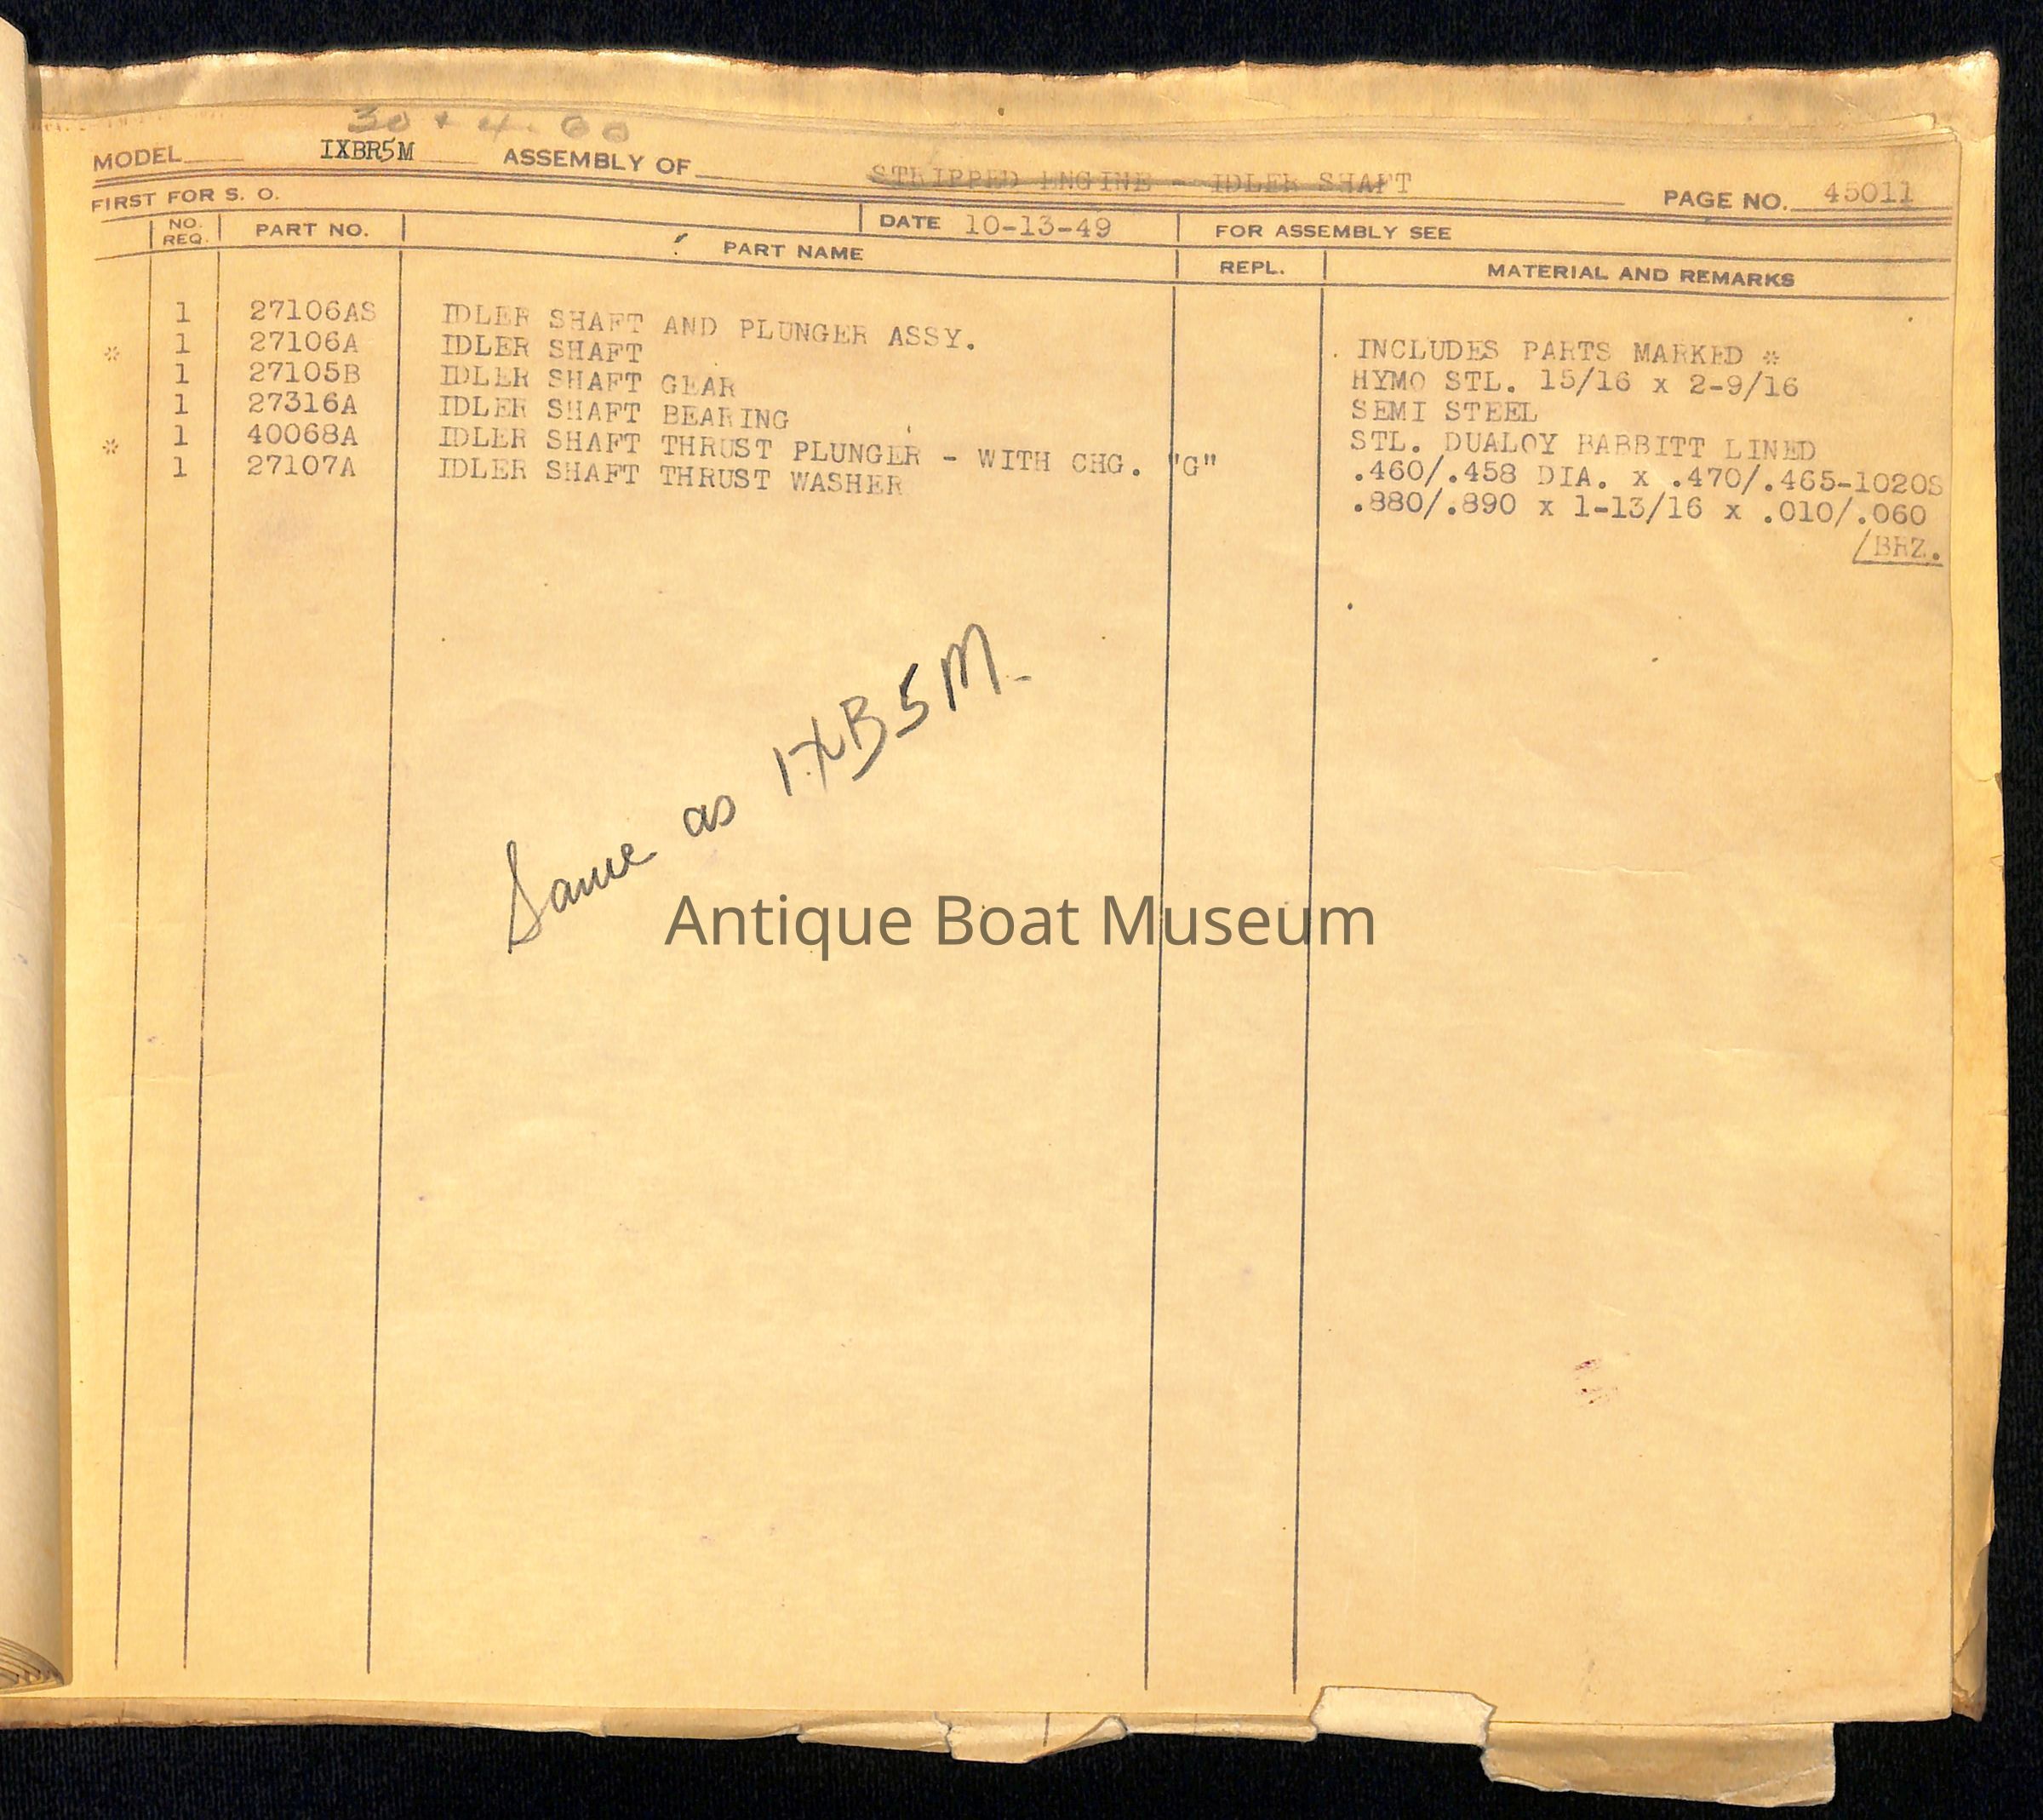 30 + 4.00
MODEL IXBR5M ASSEMBLY OF STRIPPED ENGINE - IDLER SHAFT PAGE NO. 45011
FIRST FOR S. O. DATE 10-13-49 FOR ASSEMBLY SEE
NO. REQ. PART NO. PART NAME REPL. MATERIAL AND REMARKS
1 27106AS IDLER SHAFT AND PLUNGER ASSY. INCLUDES PARTS MARKED *
* 1 27106A IDLER SHAFT HYMO STL. 15/16 x 2-9/16
1 27105B IDLER SHAFT GEAR SEMI STEEL
1 27316A IDLER SHAFT BEARING STL. DUALOY BABBITT LINED
* 1 40068A IDLER SHAFT THRUST PLUNGER - WITH CHG. "G" .460/.458 DIA. x .470/.465-1020S
1 27107A IDLER SHAFT THRUST WASHER .880/.890 x 1-13/16 x .010/.060
/BRZ.
Same as IXB5M-
Antique Boat Museum